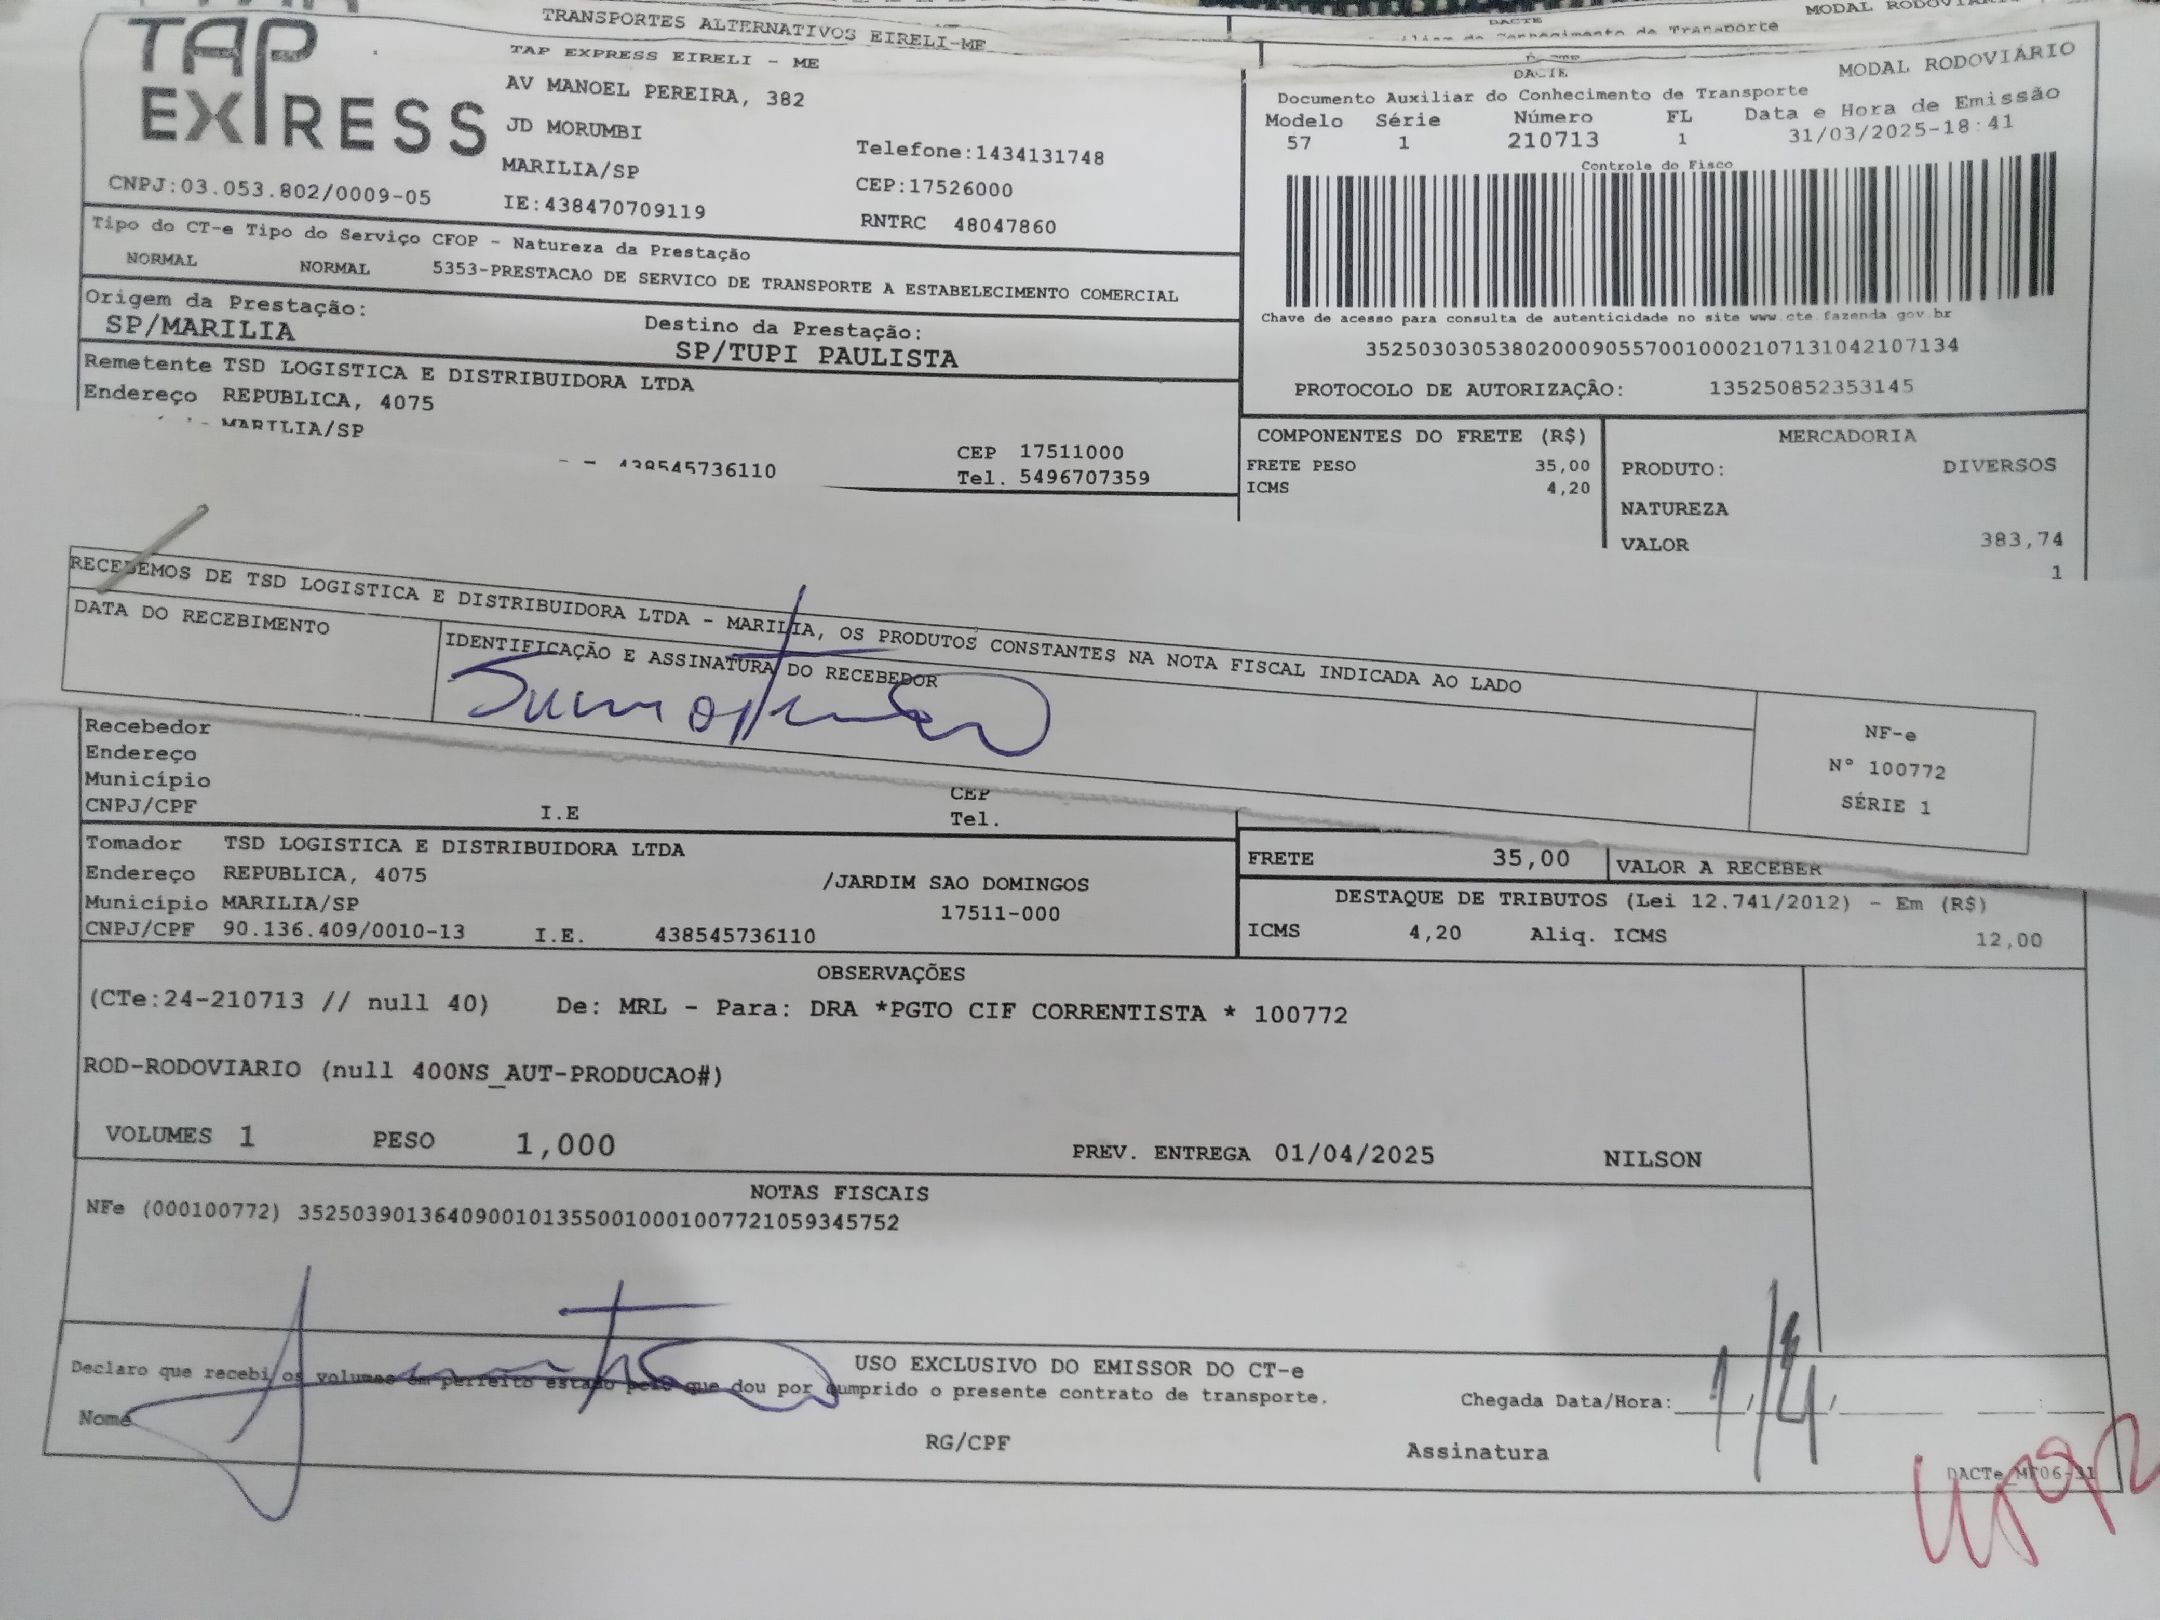 TRANSPORTES ALTERNATIVOS EIRELI-ME
DACTE
MODAL RODOVIÁRIO
de Conhecimento de Transporte
TAP EXPRESS
TAP EXPRESS EIRELI - ME
AV MANOEL PEREIRA, 382
JD MORUMBI
Telefone:1434131748
MARILIA/SP
CEP:17526000
CNPJ:03.053.802/0009-05
IE:438470709119
RNTRC 48047860
DACTE
MODAL RODOVIÁRIO
Documento Auxiliar do Conhecimento de Transporte
Modelo Série Número FL Data e Hora de Emissão
57 1 210713 1 31/03/2025-18:41
Controle do Fisco
Chave de acesso para consulta de autenticidade no site www.cte.fazenda.gov.br
35250303053802000905570010002107131042107134
PROTOCOLO DE AUTORIZAÇÃO: 135250852353145
Tipo do CT-e Tipo do Serviço CFOP - Natureza da Prestação
NORMAL NORMAL 5353-PRESTACAO DE SERVICO DE TRANSPORTE A ESTABELECIMENTO COMERCIAL
Origem da Prestação:
SP/MARILIA
Destino da Prestação:
SP/TUPI PAULISTA
Remetente TSD LOGISTICA E DISTRIBUIDORA LTDA
Endereço REPUBLICA, 4075
MARILIA/SP
CEP 17511000
438545736110
Tel. 5496707359
COMPONENTES DO FRETE (R$)
FRETE PESO 35,00
ICMS 4,20
MERCADORIA
PRODUTO: DIVERSOS
NATUREZA
VALOR 383,74
1
RECEBEMOS DE TSD LOGISTICA E DISTRIBUIDORA LTDA - MARILIA, OS PRODUTOS CONSTANTES NA NOTA FISCAL INDICADA AO LADO
DATA DO RECEBIMENTO
IDENTIFICAÇÃO E ASSINATURA DO RECEBEDOR
NF-e
Nº 100772
SÉRIE 1
Recebedor
Endereço
Município
CEP
CNPJ/CPF I.E Tel.
Tomador TSD LOGISTICA E DISTRIBUIDORA LTDA
Endereço REPUBLICA, 4075 /JARDIM SAO DOMINGOS
Município MARILIA/SP 17511-000
CNPJ/CPF 90.136.409/0010-13 I.E. 438545736110
FRETE 35,00 VALOR A RECEBER
DESTAQUE DE TRIBUTOS (Lei 12.741/2012) - Em (R$)
ICMS 4,20 Aliq. ICMS 12,00
OBSERVAÇÕES
(CTe:24-210713 // null 40) De: MRL - Para: DRA *PGTO CIF CORRENTISTA * 100772
ROD-RODOVIARIO (null 400NS_AUT-PRODUCAO#)
VOLUMES 1 PESO 1,000 PREV. ENTREGA 01/04/2025 NILSON
NOTAS FISCAIS
NFe (000100772) 35250390136409001013550010001007721059345752
USO EXCLUSIVO DO EMISSOR DO CT-e
Declaro que recebi os volumes em perfeito estado pelo que dou por cumprido o presente contrato de transporte.
Chegada Data/Hora: 1/4/
Nome RG/CPF Assinatura
DACTe_MT06-31